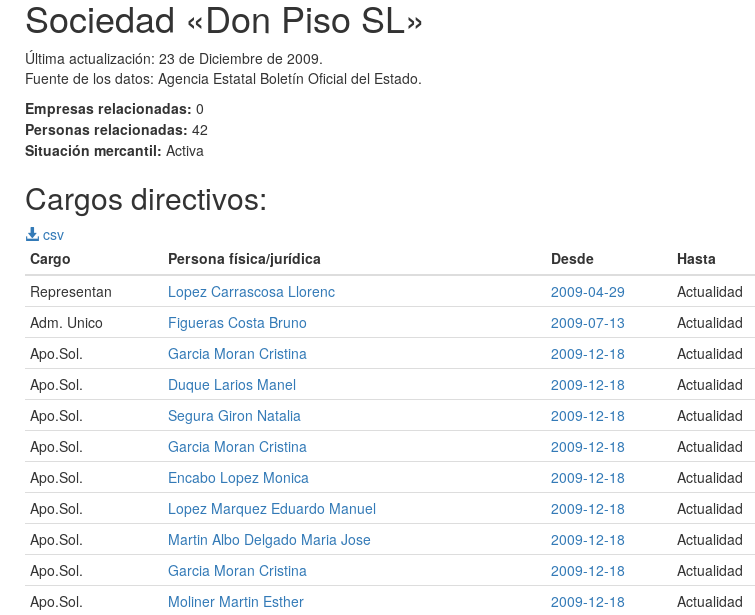 Sociedad «Don Piso SL»
Última actualización: 23 de Diciembre de 2009.
Fuente de los datos: Agencia Estatal Boletín Oficial del Estado.
Empresas relacionadas: 0
Personas relacionadas: 42
Situación mercantil: Activa
Cargos directivos:
csv
Cargo Persona física/jurídica Desde Hasta
Representan Lopez Carrascosa Llorenc 2009-04-29 Actualidad
Adm. Unico Figueras Costa Bruno 2009-07-13 Actualidad
Apo.Sol. Garcia Moran Cristina 2009-12-18 Actualidad
Apo.Sol. Duque Larios Manel 2009-12-18 Actualidad
Apo.Sol. Segura Giron Natalia 2009-12-18 Actualidad
Apo.Sol. Garcia Moran Cristina 2009-12-18 Actualidad
Apo.Sol. Encabo Lopez Monica 2009-12-18 Actualidad
Apo.Sol. Lopez Marquez Eduardo Manuel 2009-12-18 Actualidad
Apo.Sol. Martin Albo Delgado Maria Jose 2009-12-18 Actualidad
Apo.Sol. Garcia Moran Cristina 2009-12-18 Actualidad
Apo.Sol. Moliner Martin Esther 2009-12-18 Actualidad